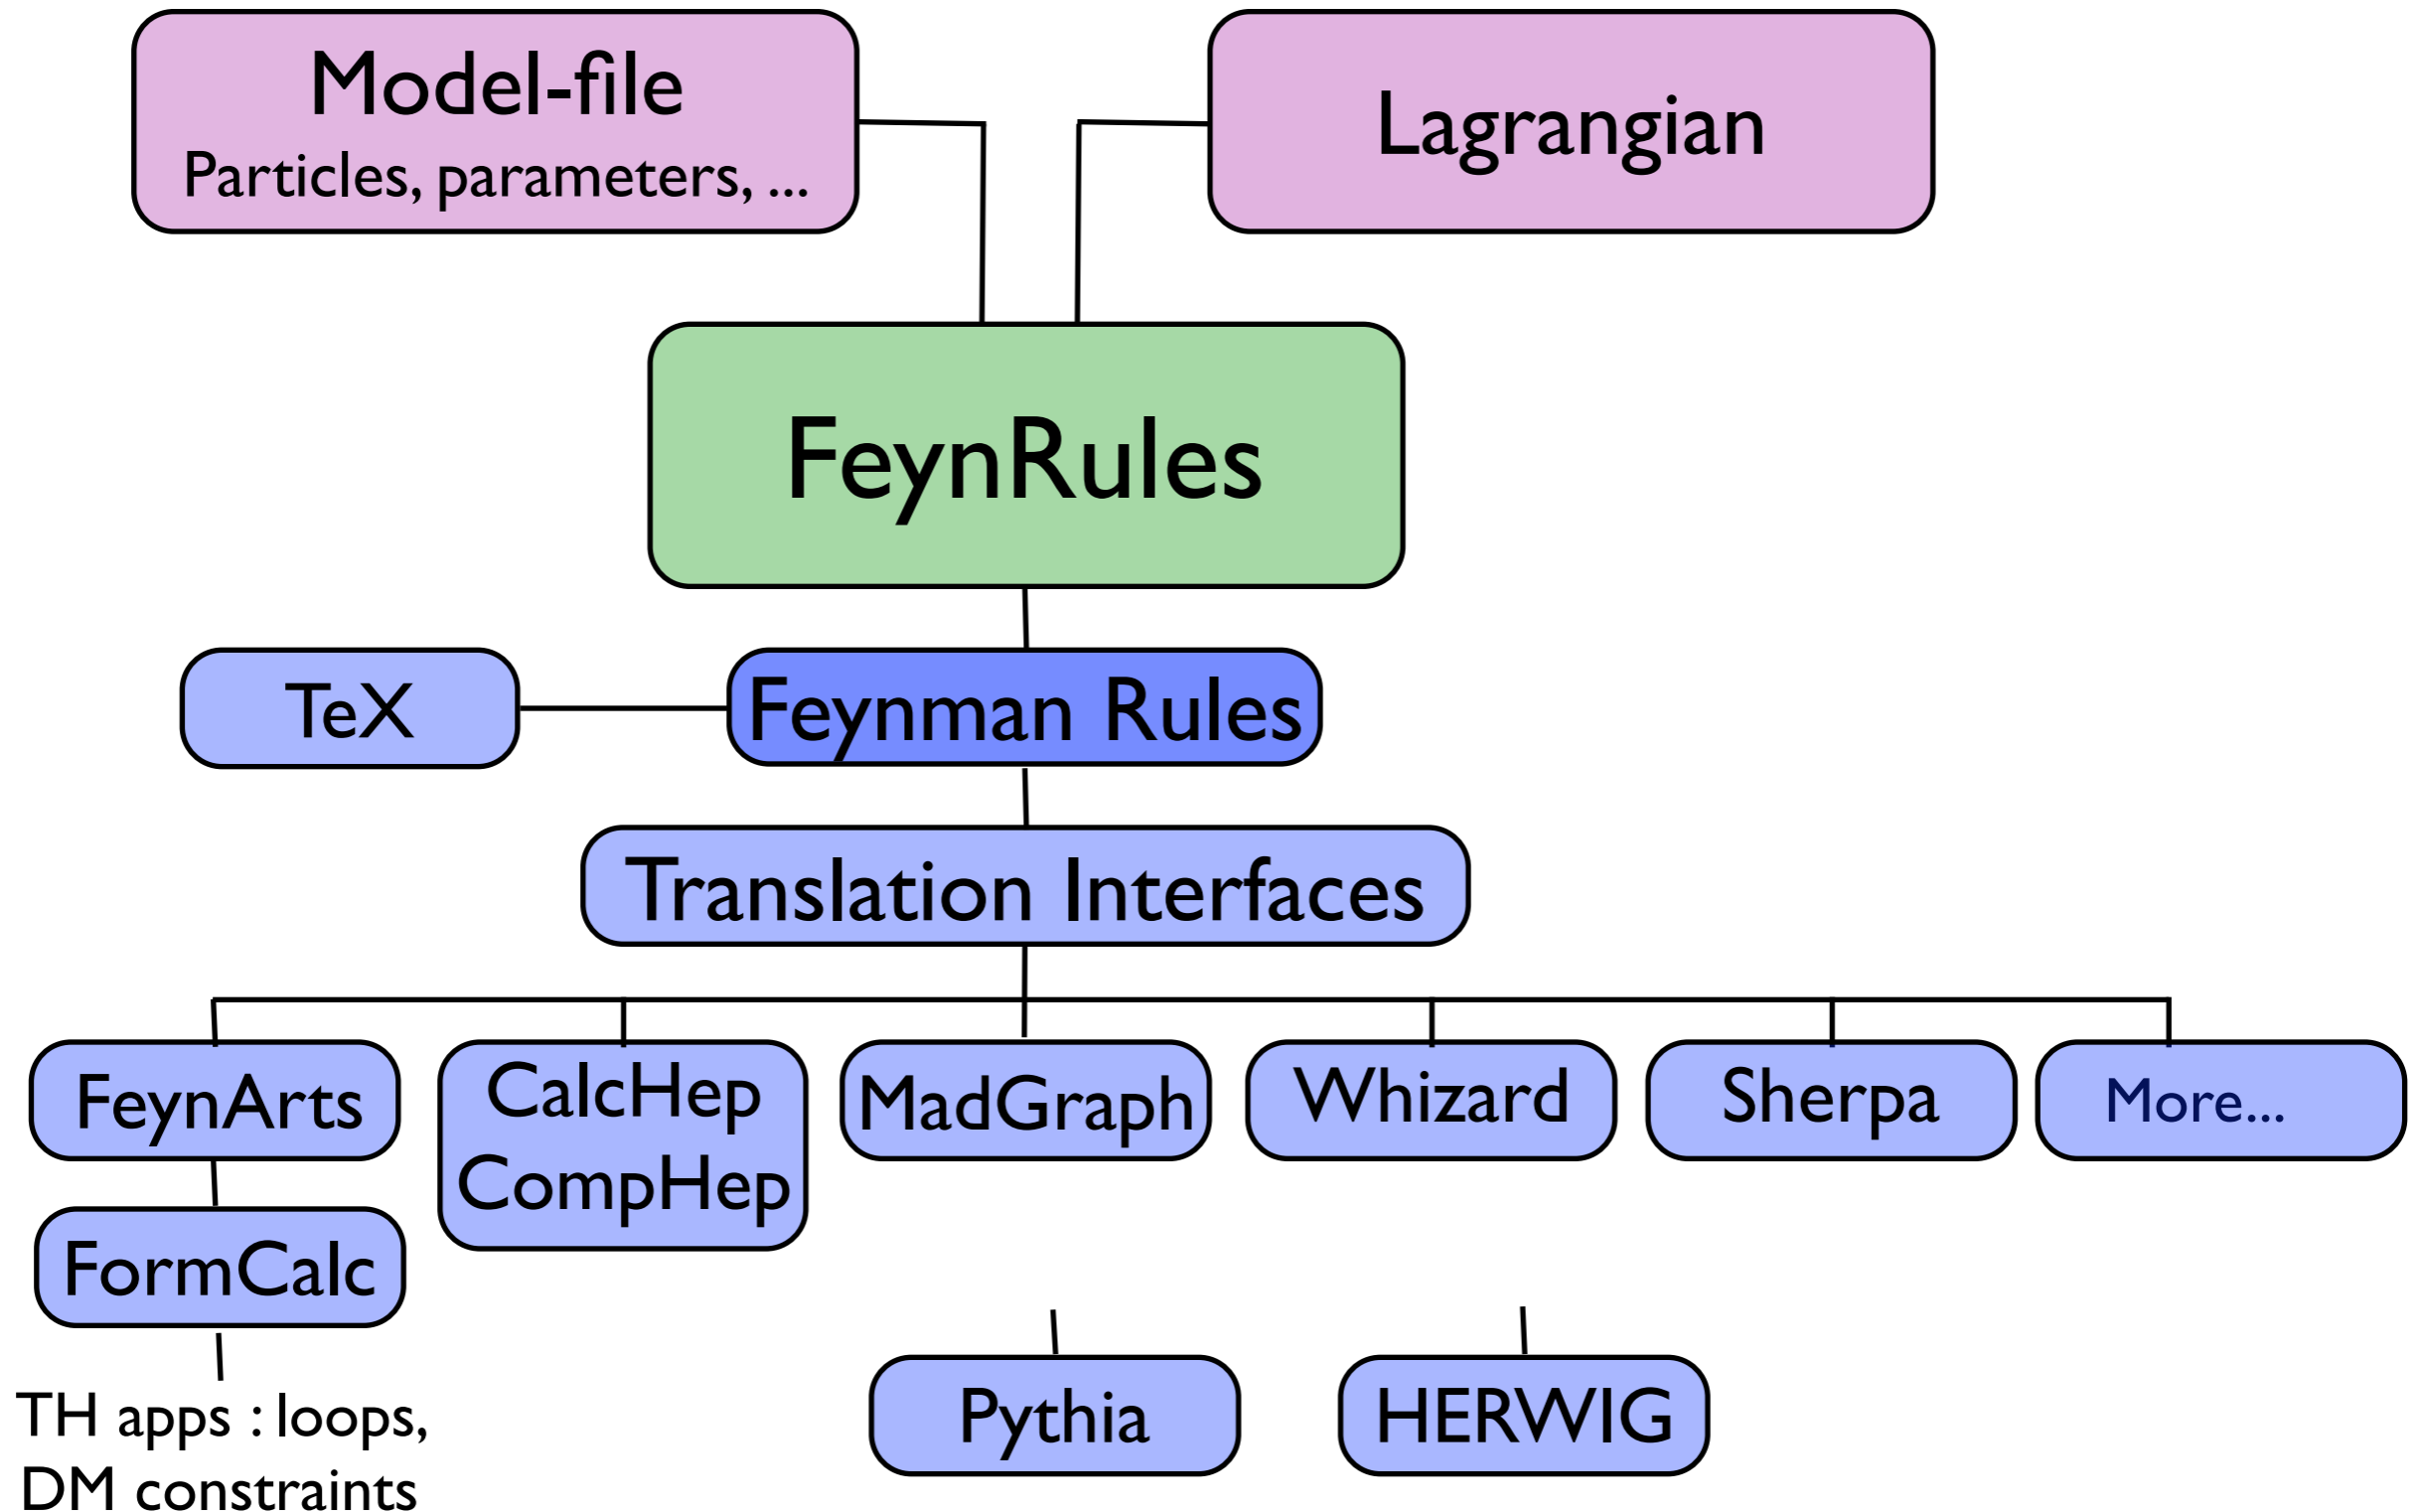 Model-file
Particles, parameters, ...
Lagrangian
FeynRules
TeX
Feynman Rules
Translation Interfaces
FeynArts
CalcHep
CompHep
MadGraph
Whizard
Sherpa
More...
FormCalc
Pythia
HERWIG
TH apps : loops,
DM constraints